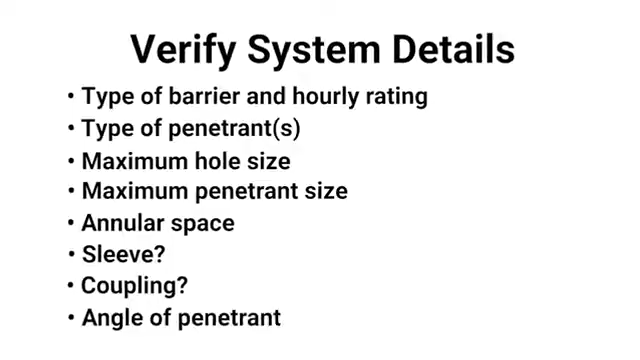 Verify System Details
• Type of barrier and hourly rating
• Type of penetrant(s)
• Maximum hole size
• Maximum penetrant size
• Annular space
• Sleeve?
• Coupling?
• Angle of penetrant